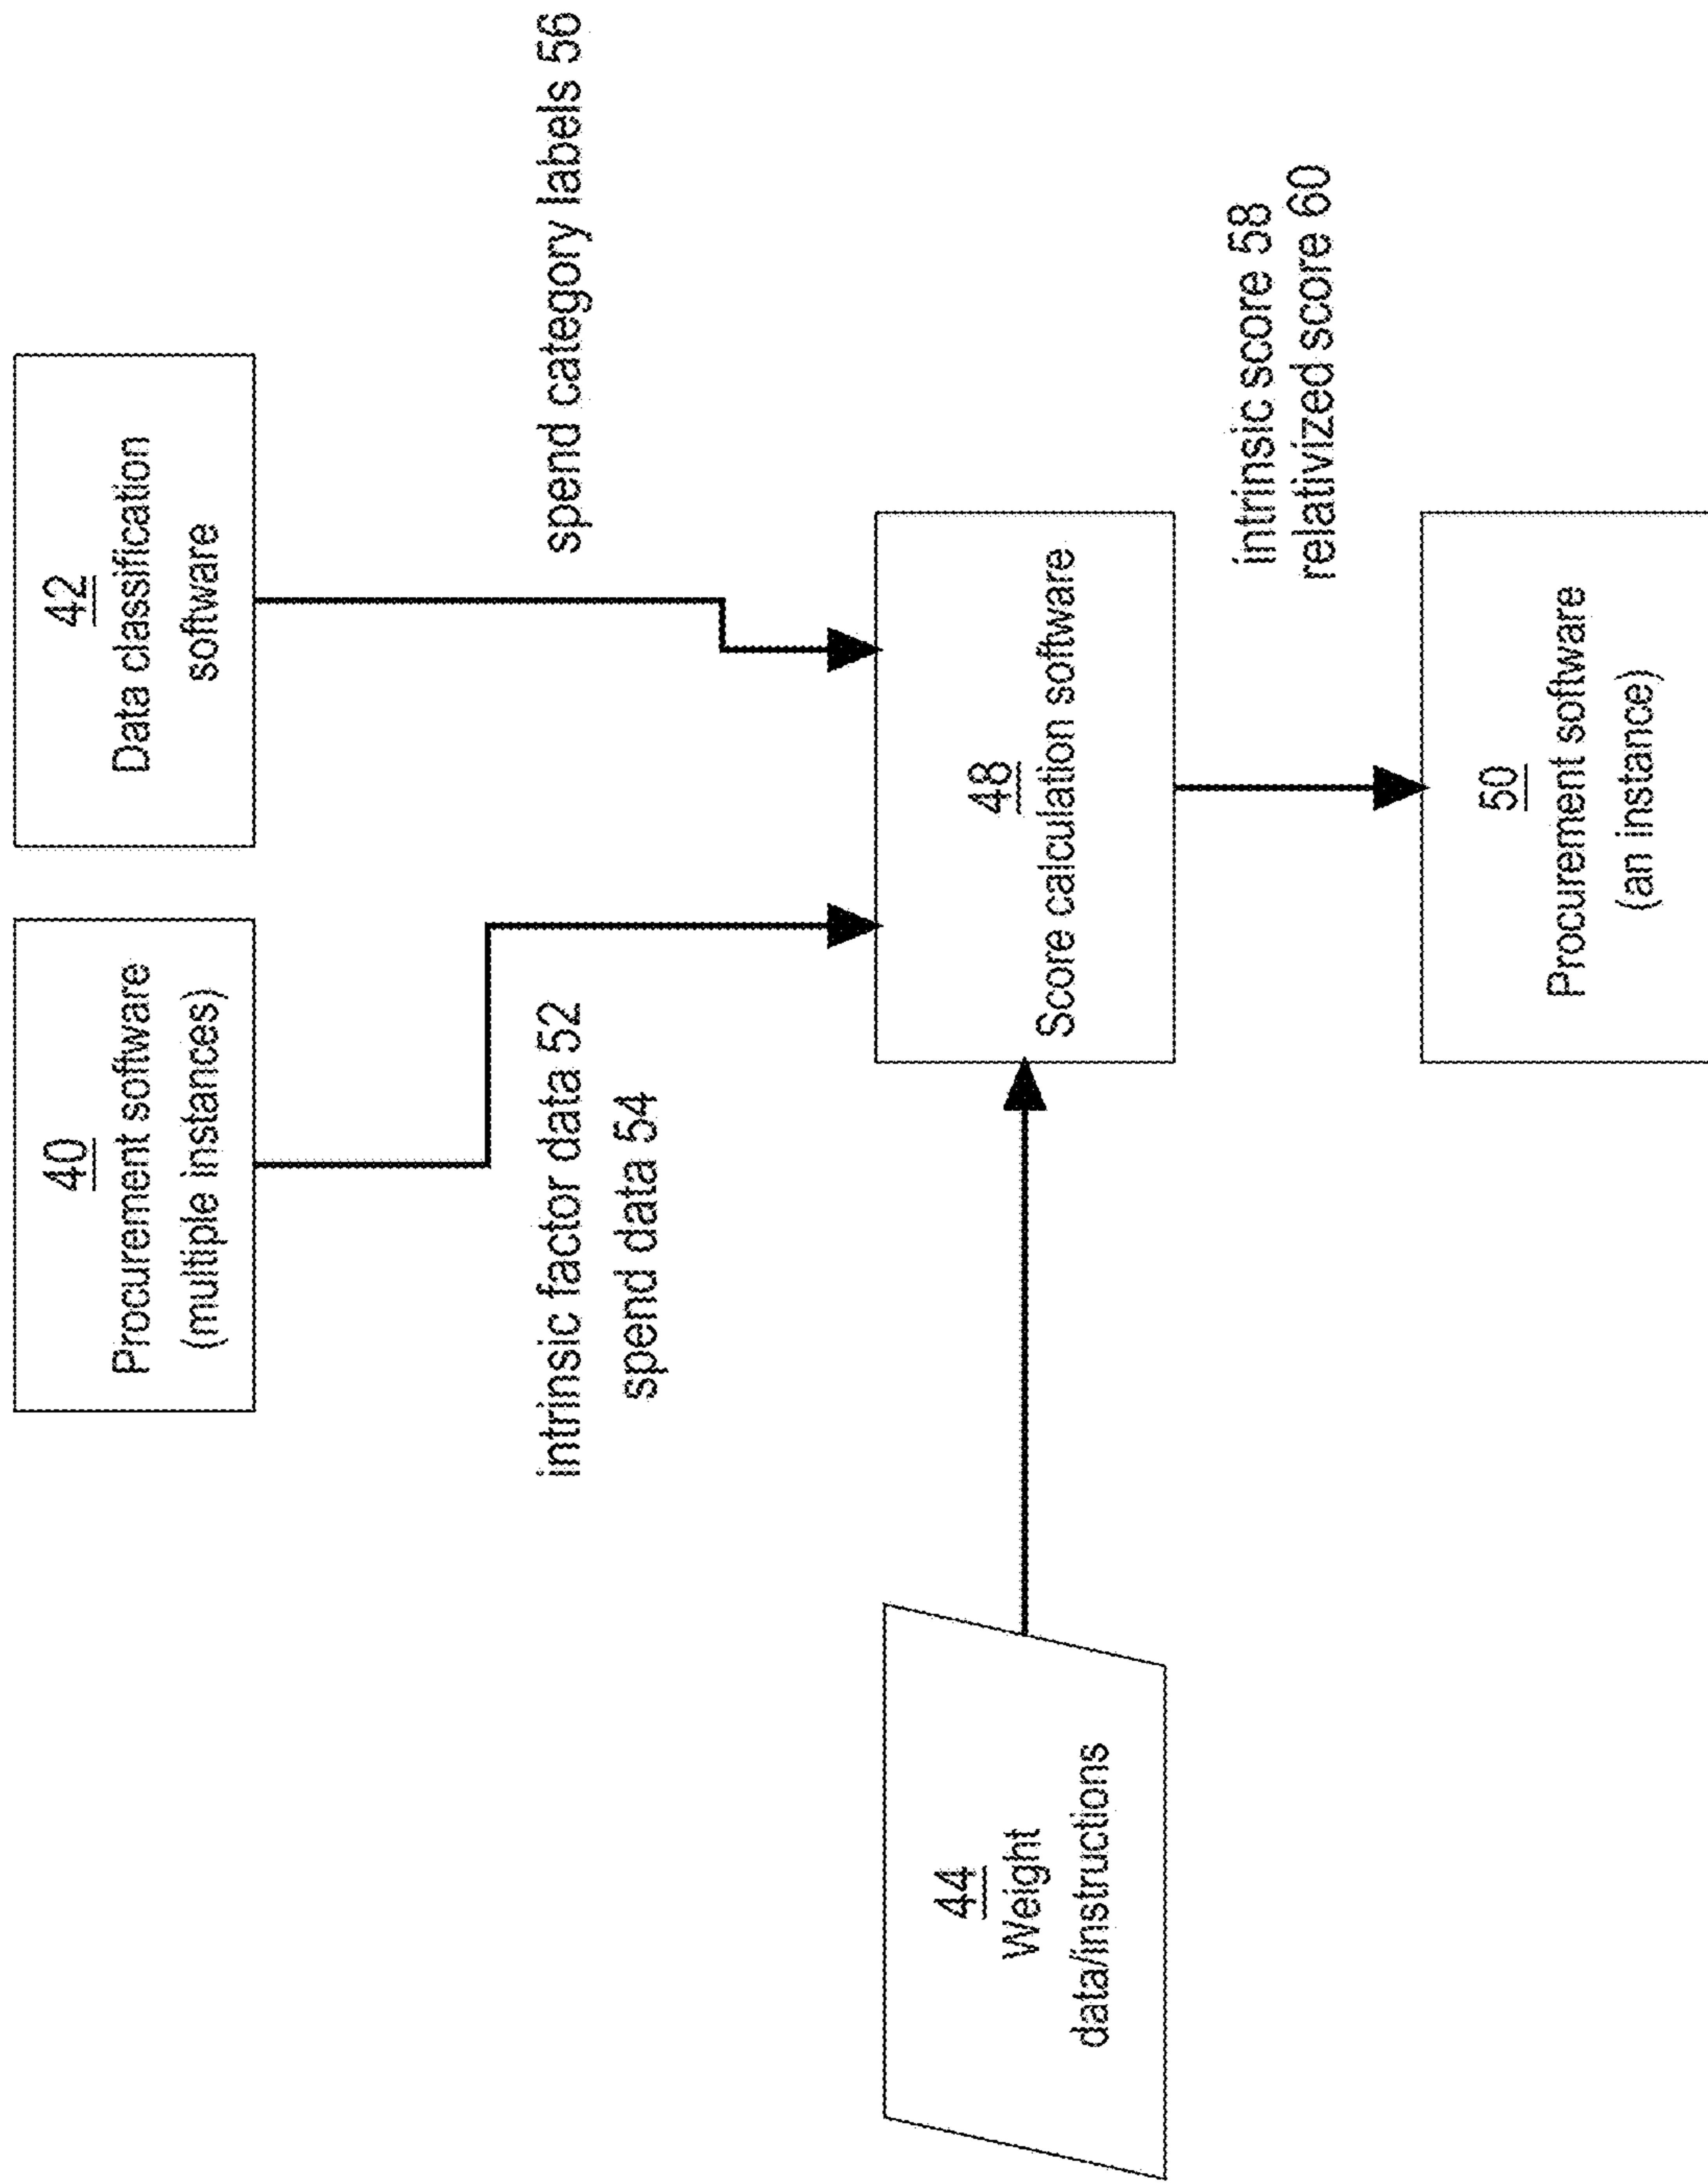 40
Procurement software
(multiple instances)
42
Data classification
software
intrinsic factor data 52
spend data 54
spend category labels 56
44
Weight
data/instructions
48
Score calculation software
intrinsic score 58
relativized score 60
50
Procurement software
(an instance)